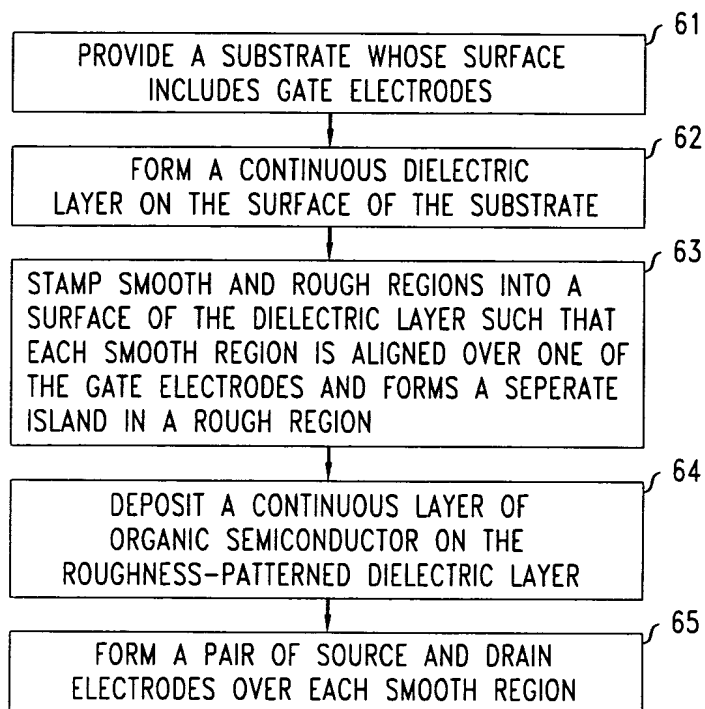 61
PROVIDE A SUBSTRATE WHOSE SURFACE
INCLUDES GATE ELECTRODES
62
FORM A CONTINUOUS DIELECTRIC
LAYER ON THE SURFACE OF THE SUBSTRATE
63
STAMP SMOOTH AND ROUGH REGIONS INTO A
SURFACE OF THE DIELECTRIC LAYER SUCH THAT
EACH SMOOTH REGION IS ALIGNED OVER ONE OF
THE GATE ELECTRODES AND FORMS A SEPERATE
ISLAND IN A ROUGH REGION
64
DEPOSIT A CONTINUOUS LAYER OF
ORGANIC SEMICONDUCTOR ON THE
ROUGHNESS-PATTERNED DIELECTRIC LAYER
65
FORM A PAIR OF SOURCE AND DRAIN
ELECTRODES OVER EACH SMOOTH REGION